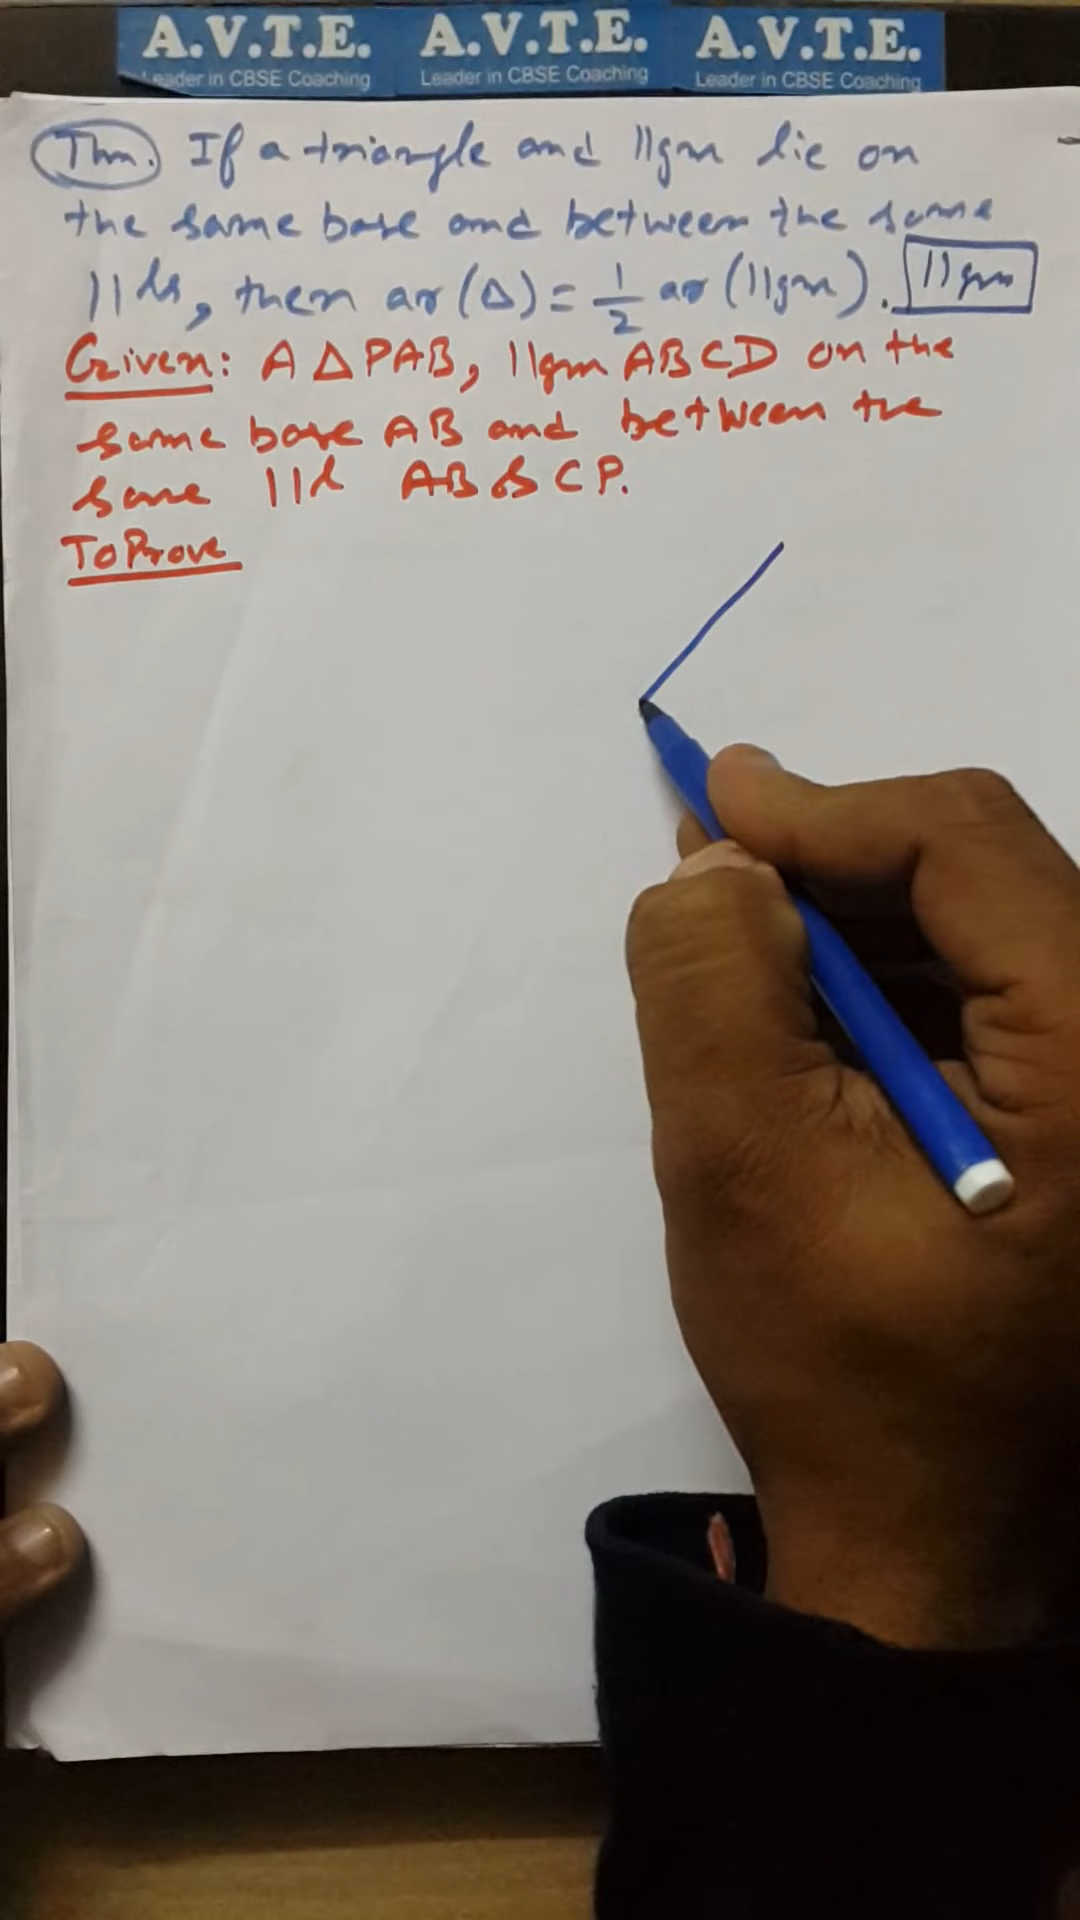 A.V.T.E. A.V.T.E. A.V.T.E.
Leader in CBSE Coaching Leader in CBSE Coaching Leader in CBSE Coaching
Thm. If a triangle and ||gm lie on
the same base and between the same
||ls, then ar(Δ) = 1/2 ar(||gm). ||gm
Given: A Δ PAB, ||gm ABCD on the
same base AB and between the
same ||l AB & CP.
To Prove